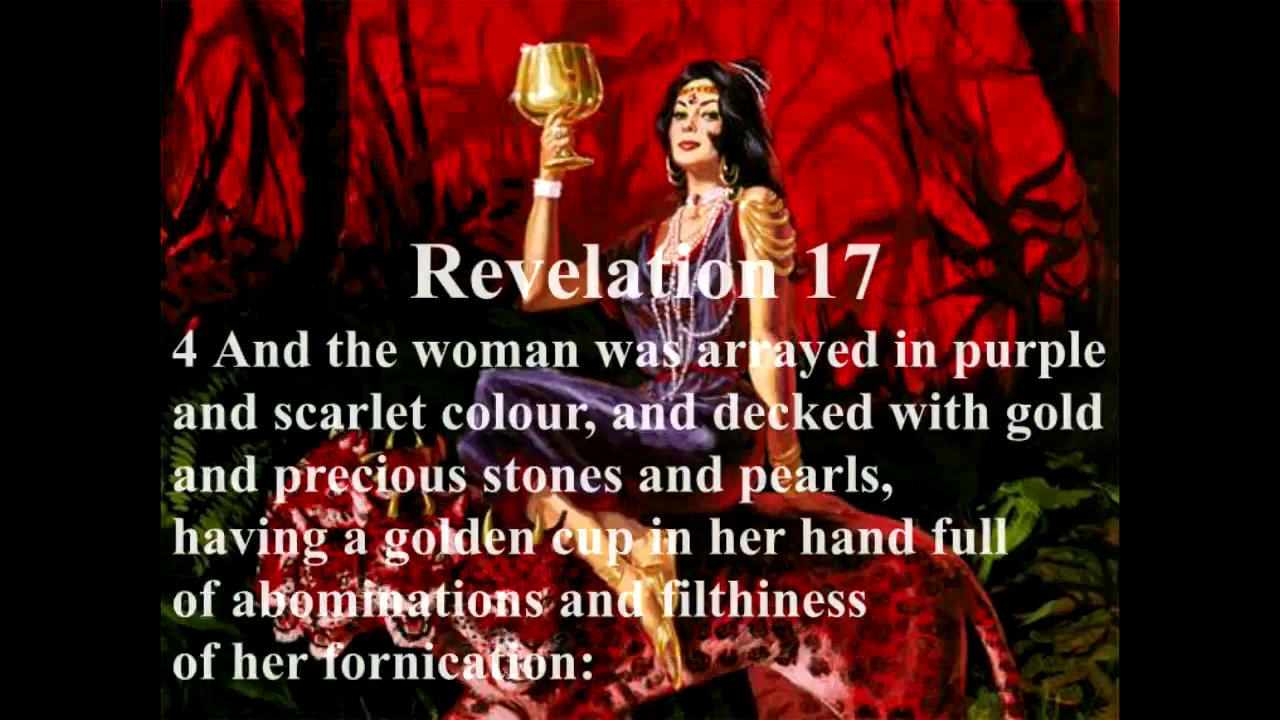 Revelation 17
4 And the woman was arrayed in purple
and scarlet colour, and decked with gold
and precious stones and pearls,
having a golden cup in her hand full
of abominations and filthiness
of her fornication: